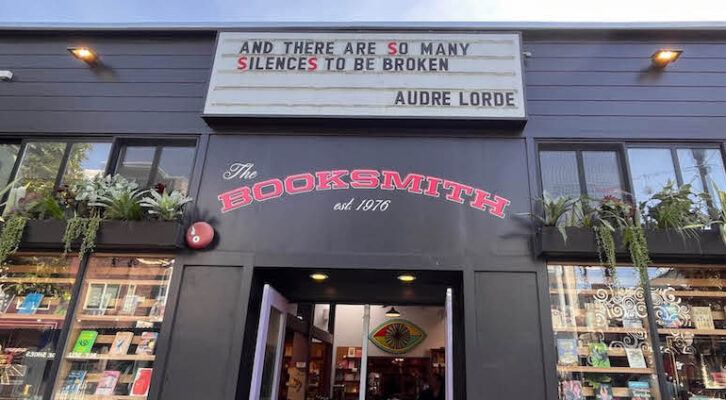 AND THERE ARE SO MANY
SILENCES TO BE BROKEN
AUDRE LORDE
The
BOOKSMITH
est. 1976